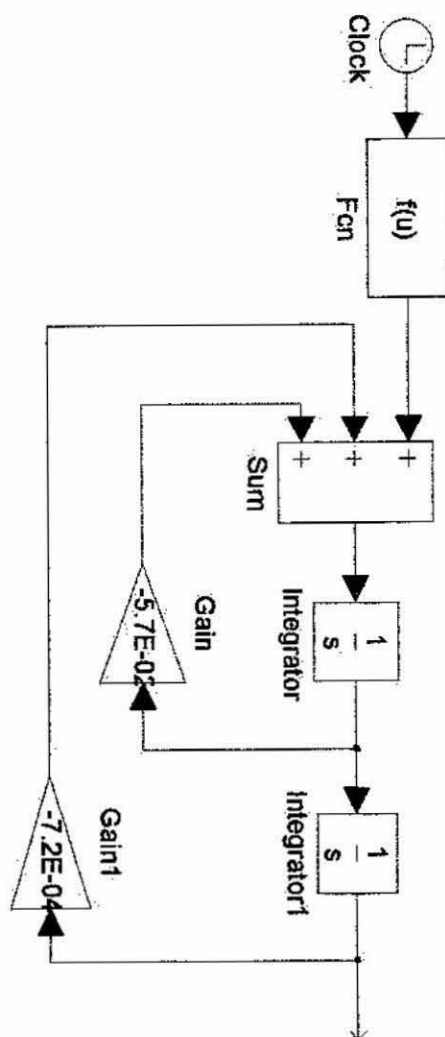 Clock
f(u)
Fcn
+
+
+
Sum
1
s
Integrator
-5.7E-02
Gain
1
s
Integrator1
-7.2E-04
Gain1